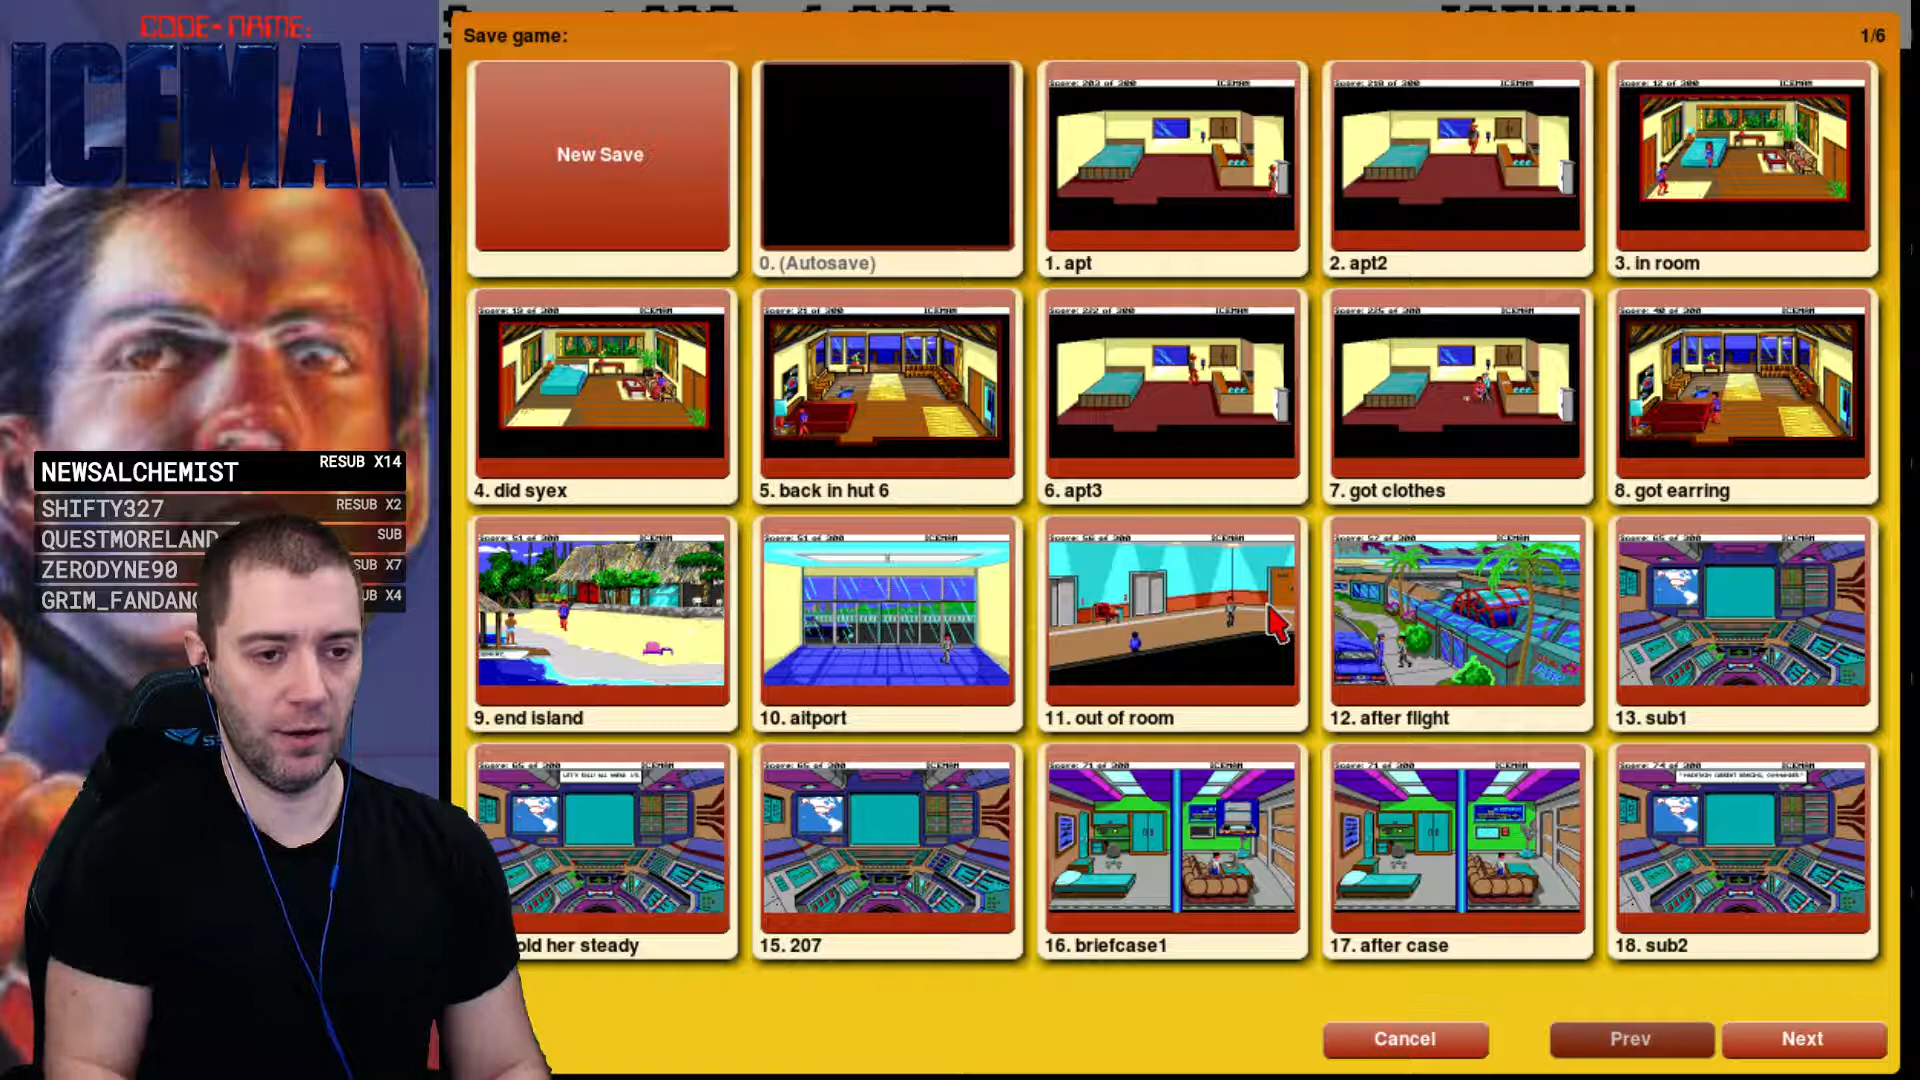 CODE-NAME:
ICEMAN
Save game:
1/6
New Save
0. (Autosave)
1. apt
2. apt2
3. in room
4. did syex
5. back in hut 6
6. apt3
7. got clothes
8. got earring
9. end island
10. aitport
11. out of room
12. after flight
13. sub1
old her steady
15. 207
16. briefcase1
17. after case
18. sub2
Cancel
Prev
Next
NEWSALCHEMIST
RESUB X14
SHIFTY327
RESUB X2
QUESTMORELAND
SUB
ZERODYNE90
SUB X7
GRIM_FANDANG
UB X4